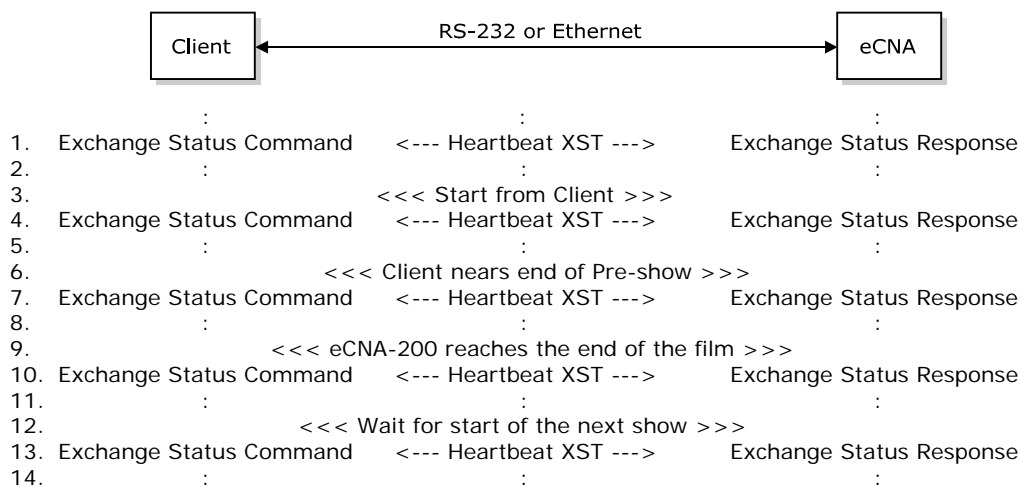 RS-232 or Ethernet
Client
eCNA
: : :
1. Exchange Status Command <--- Heartbeat XST ---> Exchange Status Response
2. : : :
3. <<< Start from Client >>>
4. Exchange Status Command <--- Heartbeat XST ---> Exchange Status Response
5. : : :
6. <<< Client nears end of Pre-show >>>
7. Exchange Status Command <--- Heartbeat XST ---> Exchange Status Response
8. : : :
9. <<< eCNA-200 reaches the end of the film >>>
10. Exchange Status Command <--- Heartbeat XST ---> Exchange Status Response
11. : : :
12. <<< Wait for start of the next show >>>
13. Exchange Status Command <--- Heartbeat XST ---> Exchange Status Response
14. : : :